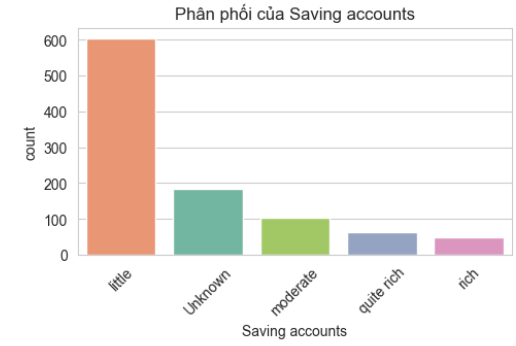 Phân phối của Saving accounts
600
500
400
300
200
100
0
count
little
Unknown
moderate
quite rich
rich
Saving accounts